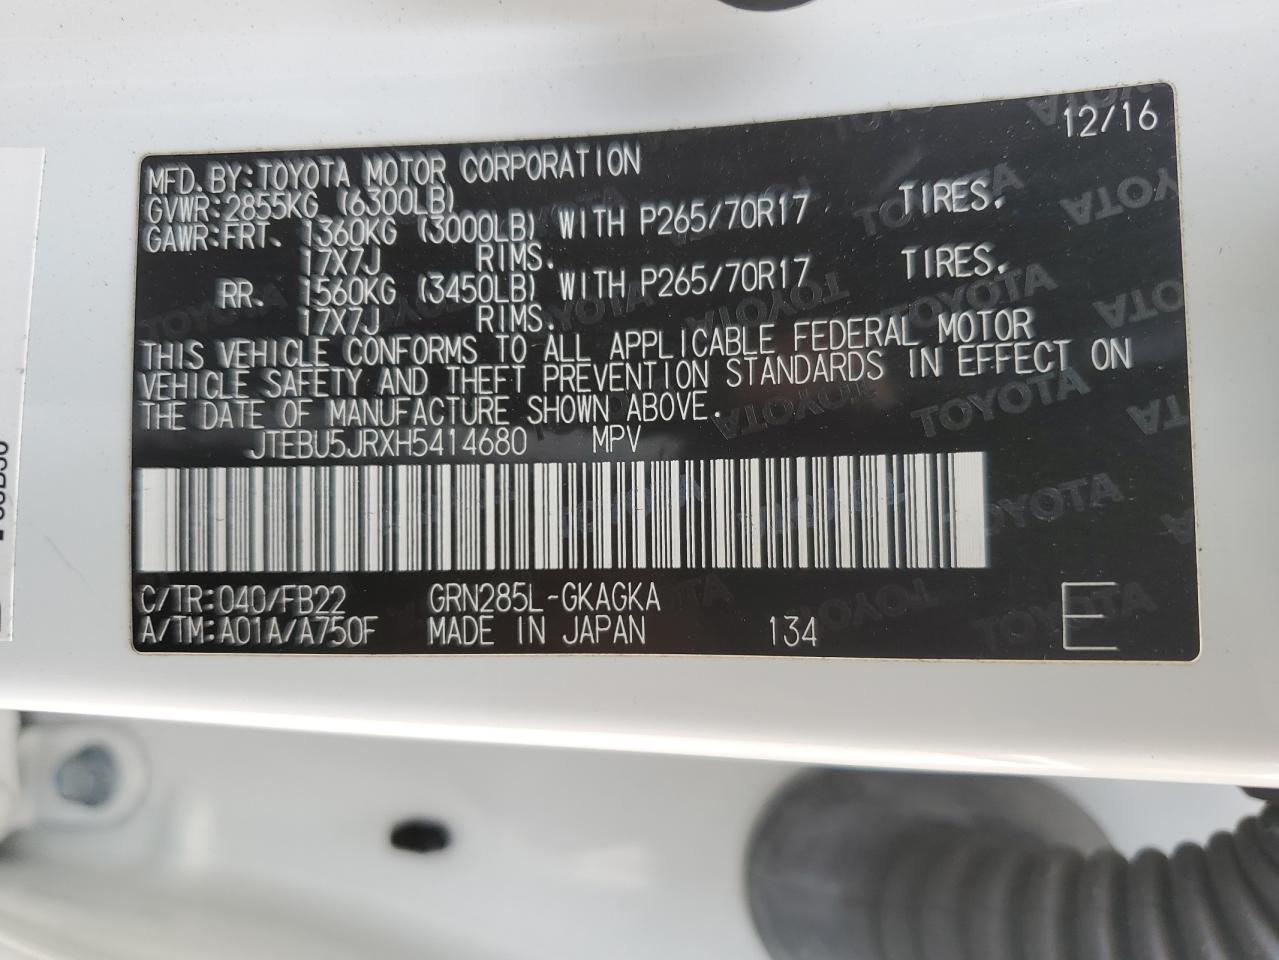 12/16
MFD. BY: TOYOTA MOTOR CORPORATION
GVWR: 2855KG (6300LB)
GAWR: FRT. 1360KG (3000LB) WITH P265/70R17 TIRES.
17X7J RIMS.
RR. 1560KG (3450LB) WITH P265/70R17 TIRES.
17X7J RIMS.
THIS VEHICLE CONFORMS TO ALL APPLICABLE FEDERAL MOTOR
VEHICLE SAFETY AND THEFT PREVENTION STANDARDS IN EFFECT ON
THE DATE OF MANUFACTURE SHOWN ABOVE.
JTEBU5JRXH5414680 MPV
C/TR: 040/FB22 GRN285L-GKAGKA
A/TM: A01A/A750F MADE IN JAPAN 134 E